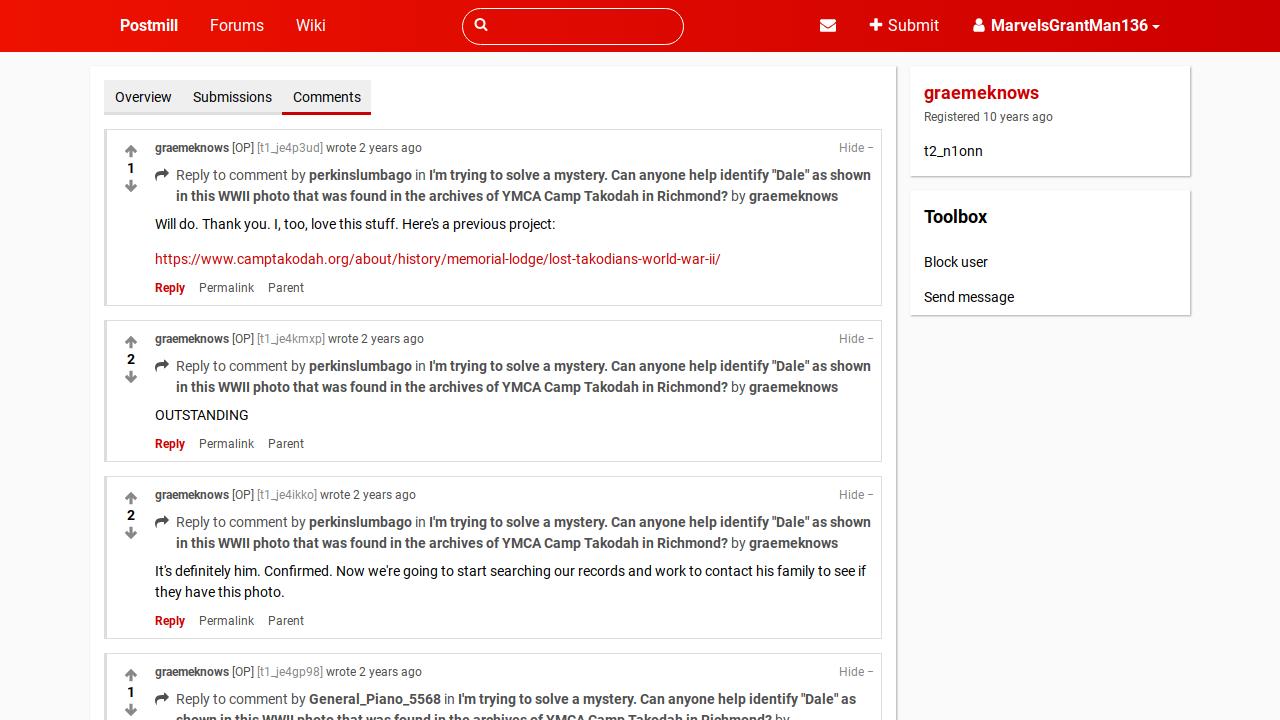 Postmill Forums Wiki Submit MarvelsGrantMan136
Overview Submissions Comments
graemeknows [OP] [t1_je4p3ud] wrote 2 years ago Hide −
1
Reply to comment by perkinslumbago in I'm trying to solve a mystery. Can anyone help identify "Dale" as shown
in this WWII photo that was found in the archives of YMCA Camp Takodah in Richmond? by graemeknows
Will do. Thank you. I, too, love this stuff. Here's a previous project:
https://www.camptakodah.org/about/history/memorial-lodge/lost-takodians-world-war-ii/
Reply Permalink Parent
graemeknows [OP] [t1_je4kmxp] wrote 2 years ago Hide −
2
Reply to comment by perkinslumbago in I'm trying to solve a mystery. Can anyone help identify "Dale" as shown
in this WWII photo that was found in the archives of YMCA Camp Takodah in Richmond? by graemeknows
OUTSTANDING
Reply Permalink Parent
graemeknows [OP] [t1_je4ikko] wrote 2 years ago Hide −
2
Reply to comment by perkinslumbago in I'm trying to solve a mystery. Can anyone help identify "Dale" as shown
in this WWII photo that was found in the archives of YMCA Camp Takodah in Richmond? by graemeknows
It's definitely him. Confirmed. Now we're going to start searching our records and work to contact his family to see if
they have this photo.
Reply Permalink Parent
graemeknows [OP] [t1_je4gp98] wrote 2 years ago Hide −
1
Reply to comment by General_Piano_5568 in I'm trying to solve a mystery. Can anyone help identify "Dale" as
shown in this WWII photo that was found in the archives of YMCA Camp Takodah in Richmond? by
graemeknows
Registered 10 years ago
t2_n1onn
Toolbox
Block user
Send message